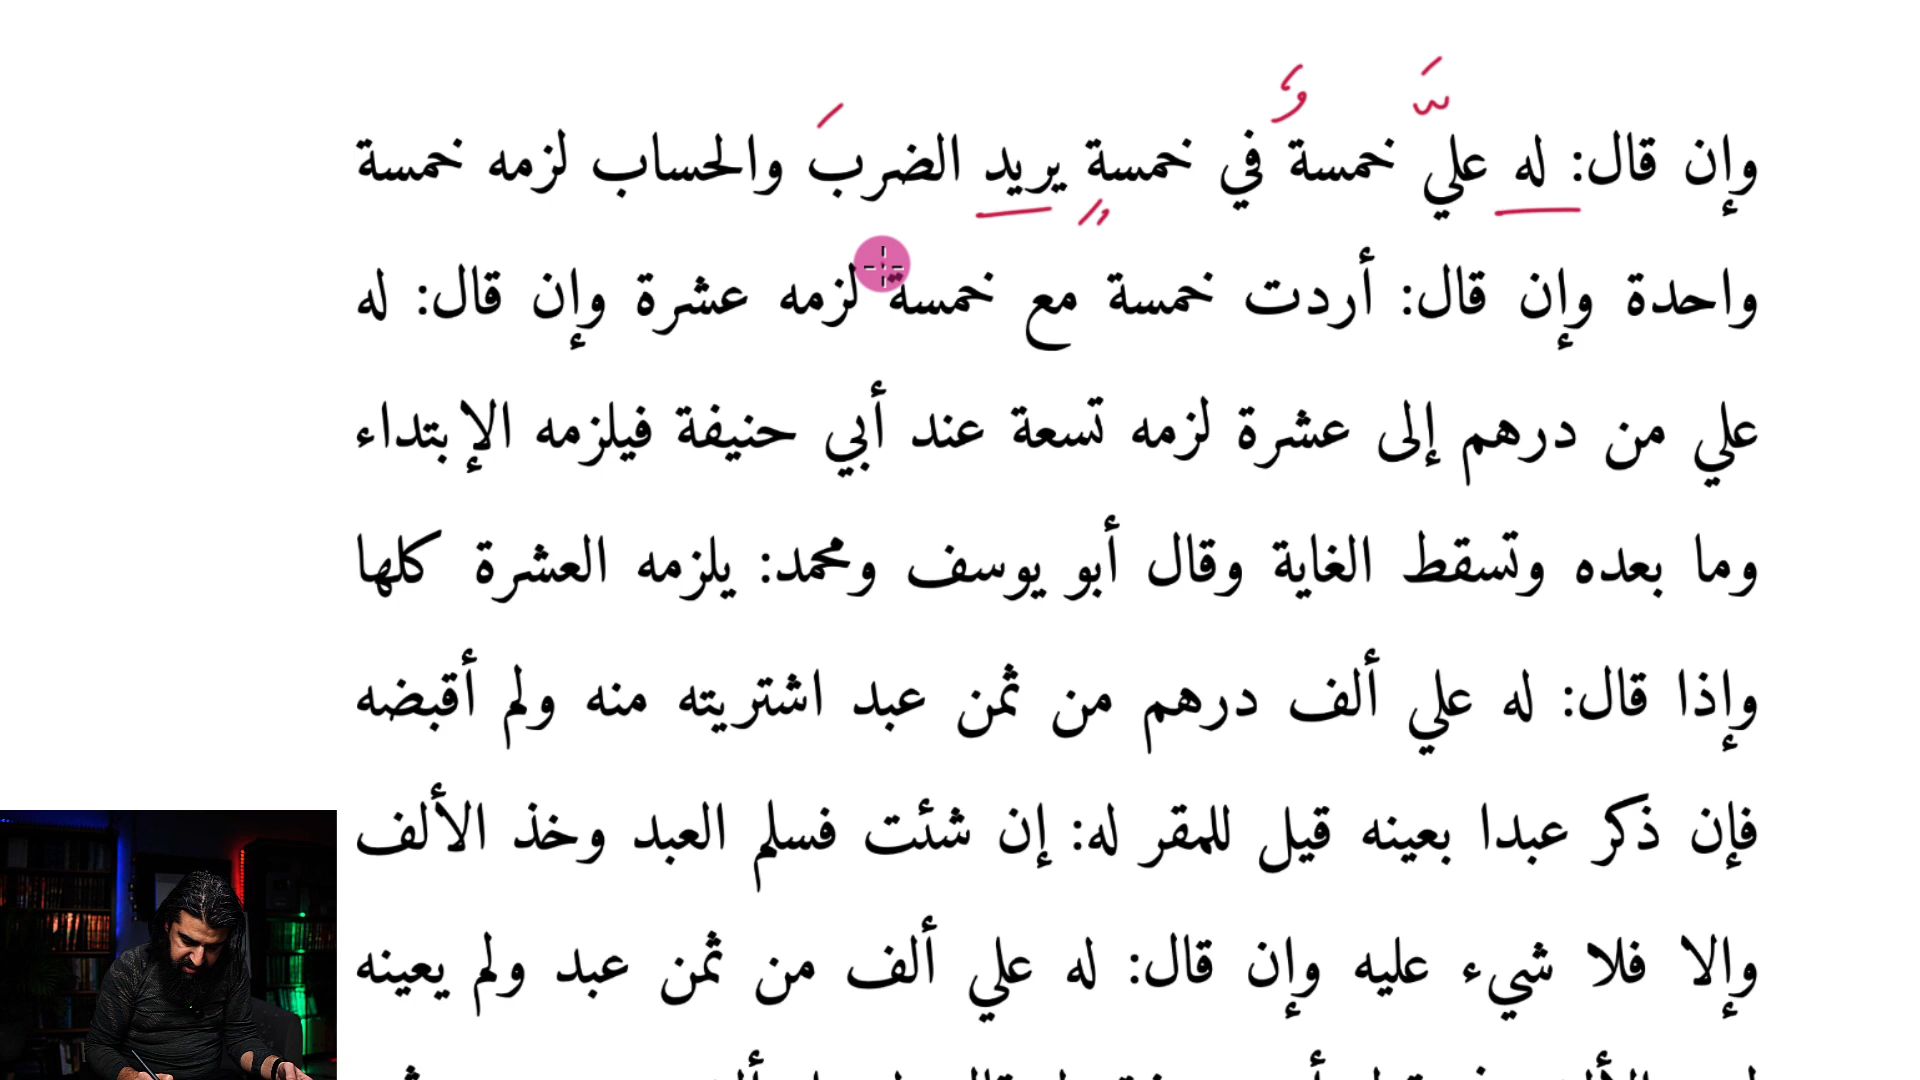 وإن قال: له عليَّ خمسةٌ في خمسةٍ يريد الضربَ والحساب لزمه خمسة
واحدة وإن قال: أردت خمسة مع خمسة لزمه عشرة وإن قال: له
علي من درهم إلى عشرة لزمه تسعة عند أبي حنيفة فيلزمه الإبتداء
وما بعده وتسقط الغاية وقال أبو يوسف ومحمد: يلزمه العشرة كلها
وإذا قال: له علي ألف درهم من ثمن عبد اشتريته منه ولم أقبضه
فإن ذكر عبدا بعينه قيل للمقر له: إن شئت فسلم العبد وخذ الألف
وإلا فلا شيء عليه وإن قال: له علي ألف من ثمن عبد ولم يعينه